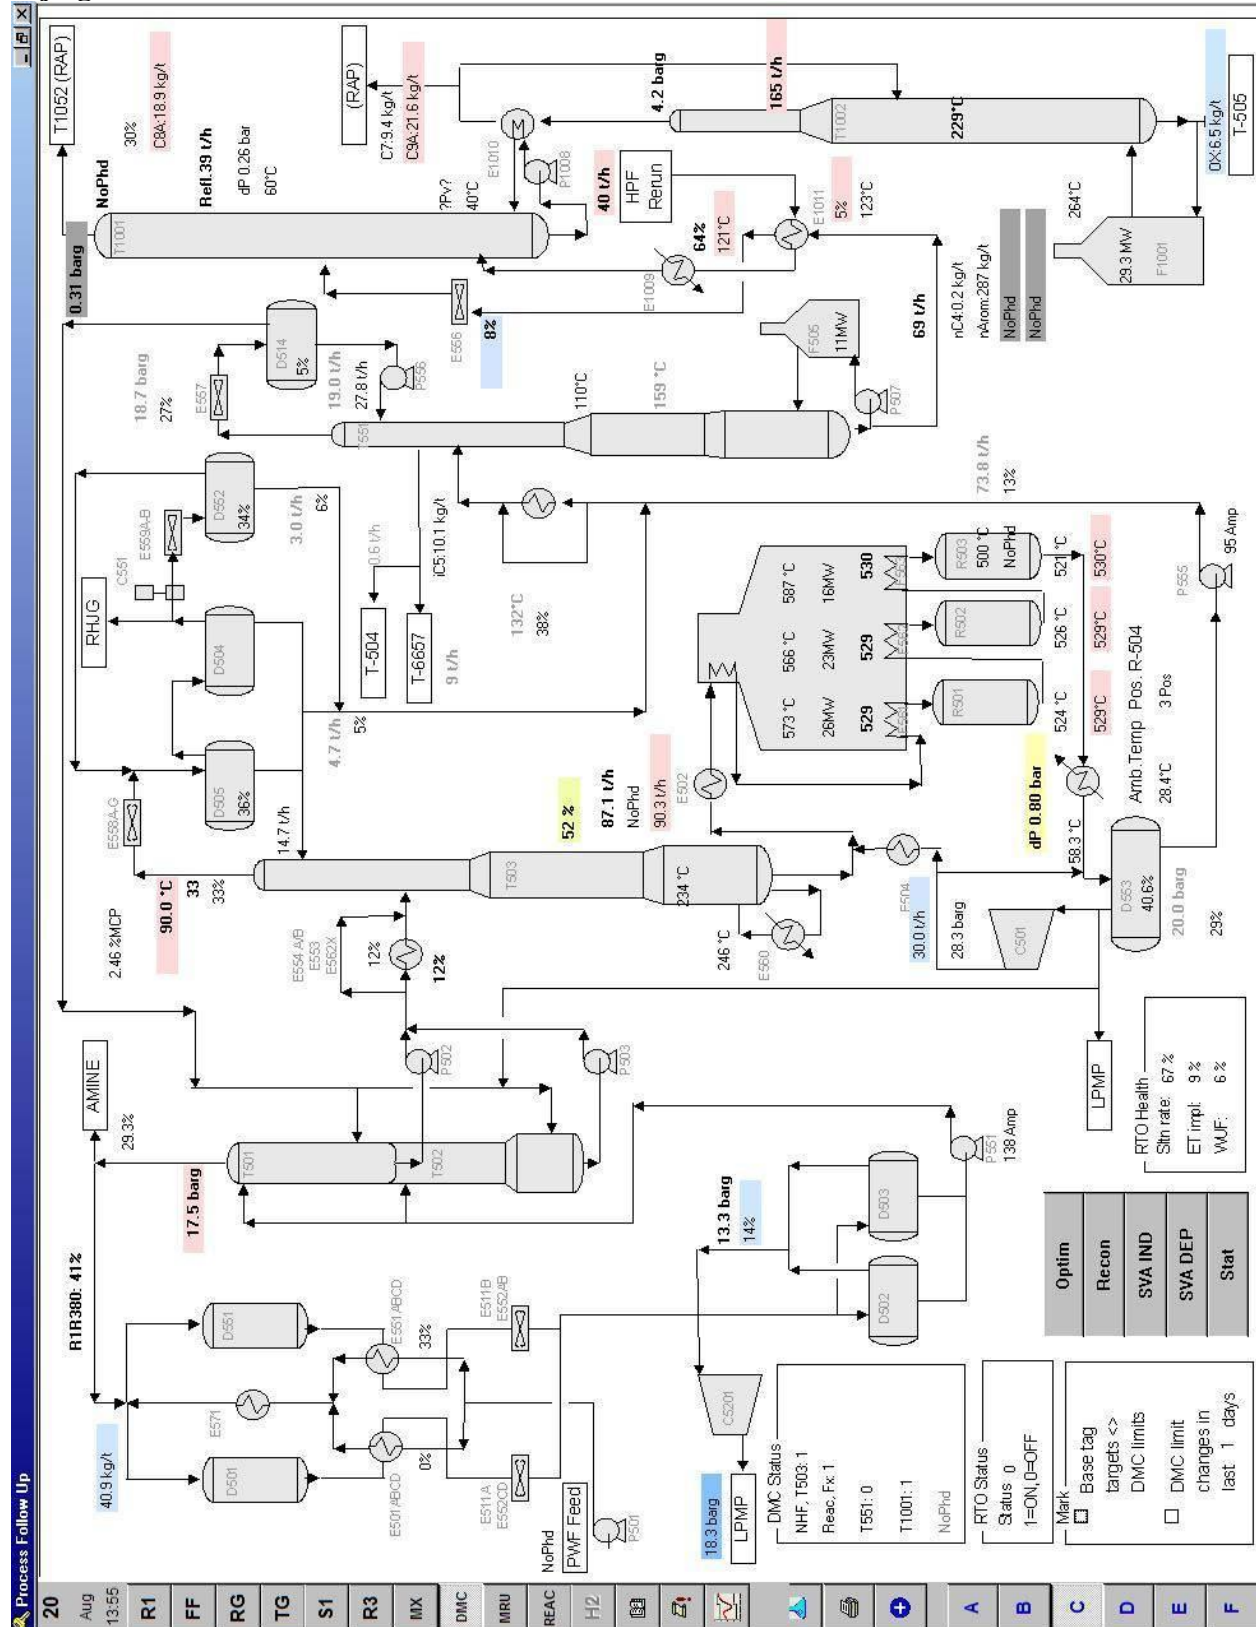 Process Follow Up
20
Aug
13:55
R1
FF
RG
TG
S1
R3
MX
DMC
MRU
REAC
H2
A
B
C
D
E
F
40.9 kg/t
R1R380: 41%
AMINE
29.3%
17.5 barg
D501
D551
E571
E501ABCD
0%
E551ABCD
33%
E511A
E552CD
E511B
E552AB
NoPhd
PWF Feed
P501
T501
T502
P502
P503
2.46 %MCP
90.0 °C
33
33%
E554 A/B
E553
E562X
12%
12%
E558A-G
D505
36%
14.7 t/h
T503
234 °C
246 °C
E560
52 %
87.1 t/h
NoPhd
90.3 t/h
E502
RHJG
D504
C551
E559A-B
D552
34%
4.7 t/h
5%
3.0 t/h
6%
18.7 barg
27%
E557
D514
5%
19.0 t/h
27.8 t/h
P556
T551
110°C
159 °C
T-504
0.6 t/h
T-6657
9 t/h
iC5:10.1 kg/t
132°C
38%
F505
11MW
P507
69 t/h
73.8 t/h
13%
0.31 barg
T1052 (RAP)
NoPhd
30%
C8A:18.9 kg/t
T1001
Refl.39 t/h
dP 0.26 bar
60°C
?Pv?
40°C
E556
8%
E1009
64%
121°C
E1010
P1008
40 t/h
HPF
Rerun
E1011
5%
123°C
(RAP)
C7:9.4 kg/t
C9A:21.6 kg/t
4.2 barg
165 t/h
T1002
229°C
nC4:0.2 kg/t
nArom:287 kg/t
NoPhd
NoPhd
264°C
29.3 MW
F1001
OX:6.5 kg/t
T-505
573 °C
566 °C
587 °C
26MW
23MW
16MW
529
529
530
R501
R502
R503
500 °C
NoPhd
524 °C
526 °C
521 °C
529°C
529°C
530°C
dP 0.80 bar
58.3 °C
Amb.Temp
28.4°C
Pos. R-504
3 Pos
P555
95 Amp
E504
30.0 t/h
28.3 barg
C501
D553
40.6%
20.0 barg
29%
LPMP
P551
138 Amp
D503
D502
13.3 barg
14%
C5201
18.3 barg
LPMP
DMC Status
NHF, T503: 1
Reac, Fx: 1
T551: 0
T1001: 1
NoPhd
RTO Status
Status 0
1=ON, 0=OFF
Mark
Base tag
targets <>
DMC limits
DMC limit
changes in
last 1 days
Optim
Recon
SVA IND
SVA DEP
Stat
RTO Health
Sltn rate: 67 %
ET impl: 9 %
WUF: 6 %